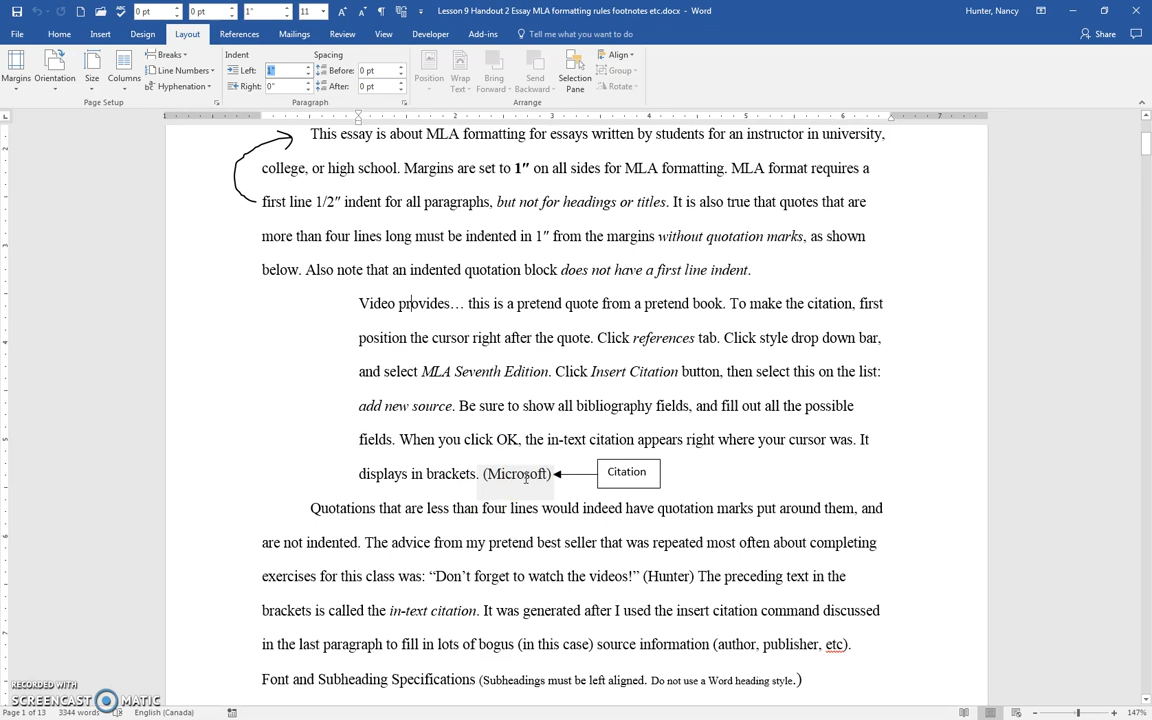 0 pt 0 pt 1" 11 Lesson 9 Handout 2 Essay MLA formatting rules footnotes etc.docx - Word Hunter, Nancy
File Home Insert Design Layout References Mailings Review View Developer Add-ins Tell me what you want to do Share
Margins Orientation Size Columns Breaks Line Numbers Hyphenation Page Setup
Indent Spacing
Left: 1" Before: 0 pt
Right: 0" After: 0 pt
Paragraph
Position Wrap Text Bring Forward Send Backward Selection Pane Align Group Rotate
Arrange
1 1 2 3 4 5 6 7
This essay is about MLA formatting for essays written by students for an instructor in university,
college, or high school. Margins are set to 1″ on all sides for MLA formatting. MLA format requires a
first line 1/2″ indent for all paragraphs, but not for headings or titles. It is also true that quotes that are
more than four lines long must be indented in 1″ from the margins without quotation marks, as shown
below. Also note that an indented quotation block does not have a first line indent.
Video provides… this is a pretend quote from a pretend book. To make the citation, first
position the cursor right after the quote. Click references tab. Click style drop down bar,
and select MLA Seventh Edition. Click Insert Citation button, then select this on the list:
add new source. Be sure to show all bibliography fields, and fill out all the possible
fields. When you click OK, the in-text citation appears right where your cursor was. It
displays in brackets. (Microsoft) Citation
Quotations that are less than four lines would indeed have quotation marks put around them, and
are not indented. The advice from my pretend best seller that was repeated most often about completing
exercises for this class was: “Don’t forget to watch the videos!” (Hunter) The preceding text in the
brackets is called the in-text citation. It was generated after I used the insert citation command discussed
in the last paragraph to fill in lots of bogus (in this case) source information (author, publisher, etc).
Font and Subheading Specifications (Subheadings must be left aligned. Do not use a Word heading style.)
RECORDED WITH
SCREENCAST MATIC
Page 1 of 13 3344 words English (Canada) 147%